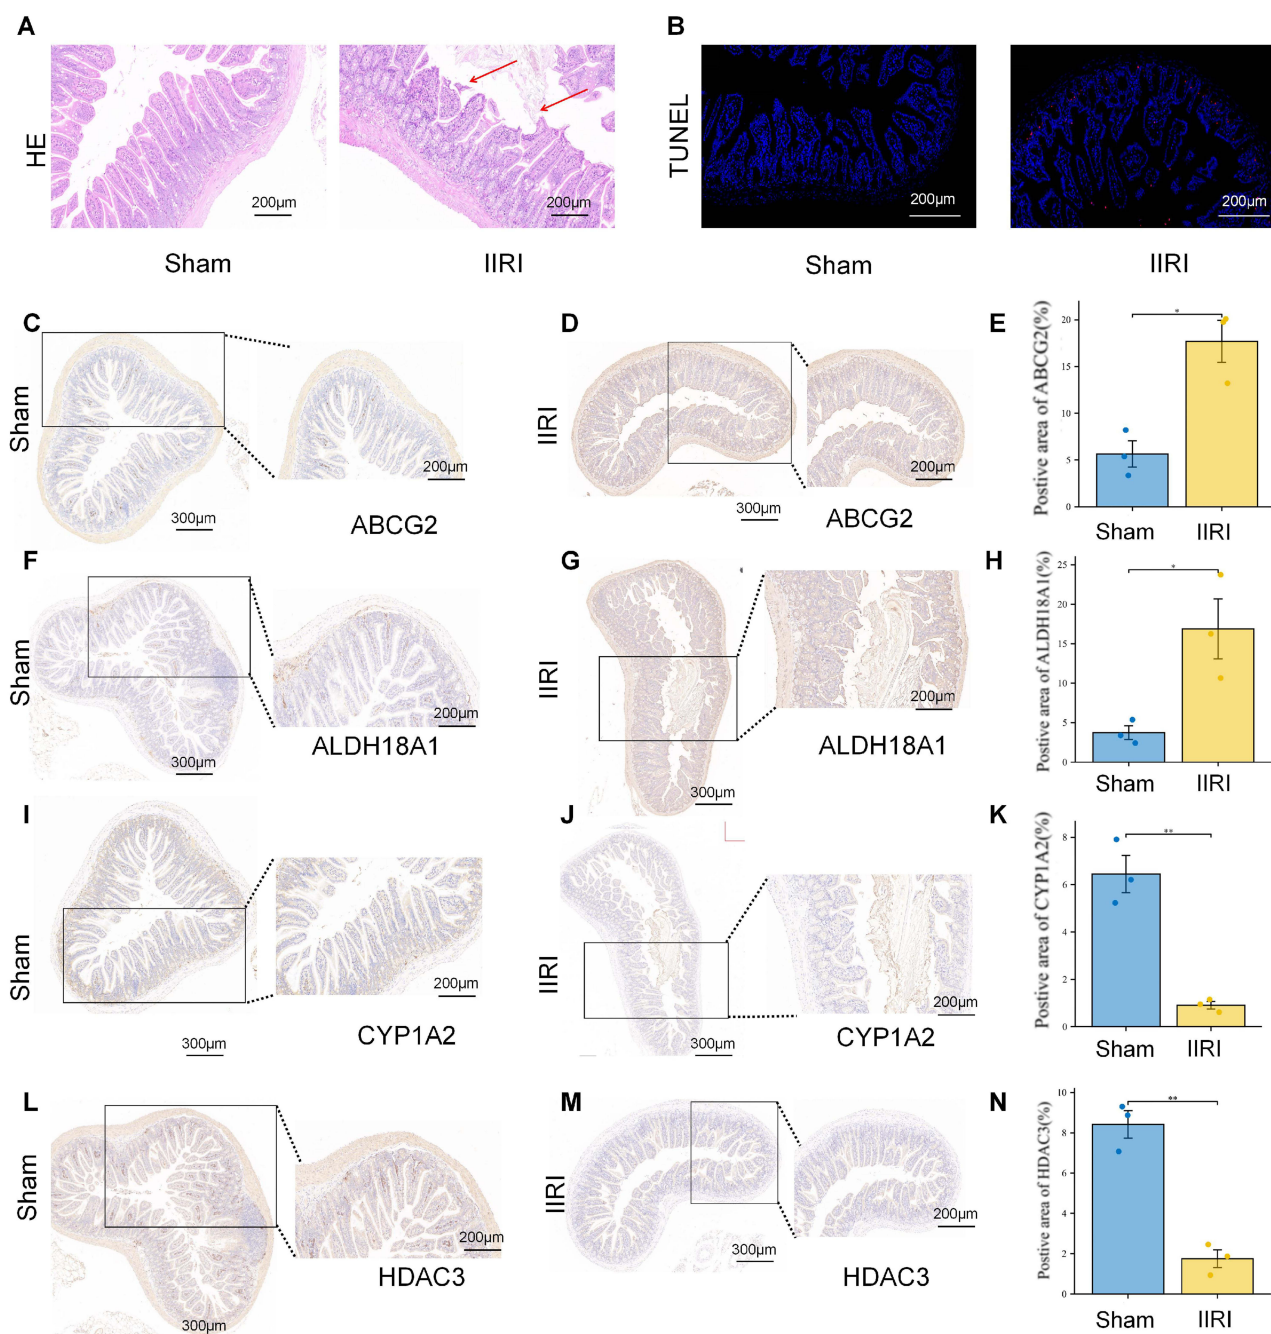 A
B
HE
200µm
200µm
TUNEL
200µm
200µm
Sham
IIRI
Sham
IIRI
C
Sham
200µm
300µm
ABCG2
D
IIRI
200µm
300µm
ABCG2
E
Postive area of ABCG2(%)
20
15
10
5
0
*
Sham
IIRI
F
Sham
200µm
300µm
ALDH18A1
G
IIRI
200µm
300µm
ALDH18A1
H
Postive area of ALDH18A1(%)
25
20
15
10
5
0
*
Sham
IIRI
I
Sham
200µm
300µm
CYP1A2
J
IIRI
200µm
300µm
CYP1A2
K
Postive area of CYP1A2(%)
8
6
4
2
0
**
Sham
IIRI
L
Sham
200µm
300µm
HDAC3
M
IIRI
200µm
300µm
HDAC3
N
Postive area of HDAC3(%)
10
8
6
4
2
0
**
Sham
IIRI